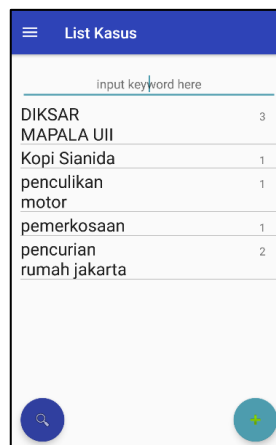 List Kasus
input keyword here
DIKSAR 3
MAPALA UII
Kopi Sianida 1
penculikan 1
motor
pemerkosaan 1
pencurian 2
rumah jakarta